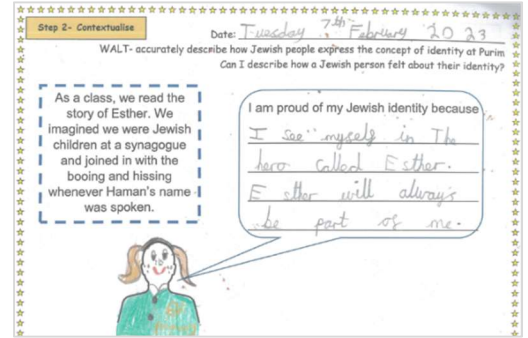 Step 2- Contextualise
Date: Tuesday 7th February 2023
WALT- accurately describe how Jewish people express the concept of identity at Purim
Can I describe how a Jewish person felt about their identity?
As a class, we read the
story of Esther. We
imagined we were Jewish
children at a synagogue
and joined in with the
booing and hissing
whenever Haman's name
was spoken.
I am proud of my Jewish identity because
I see myself in The
hero called Esther.
Esther will always
be part of me.